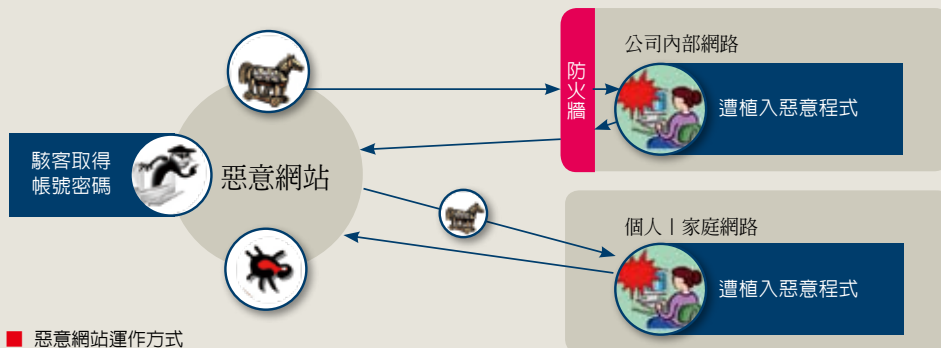 公司內部網路
防火牆
遭植入惡意程式
駭客取得
帳號密碼
惡意網站
個人｜家庭網路
遭植入惡意程式
■ 惡意網站運作方式